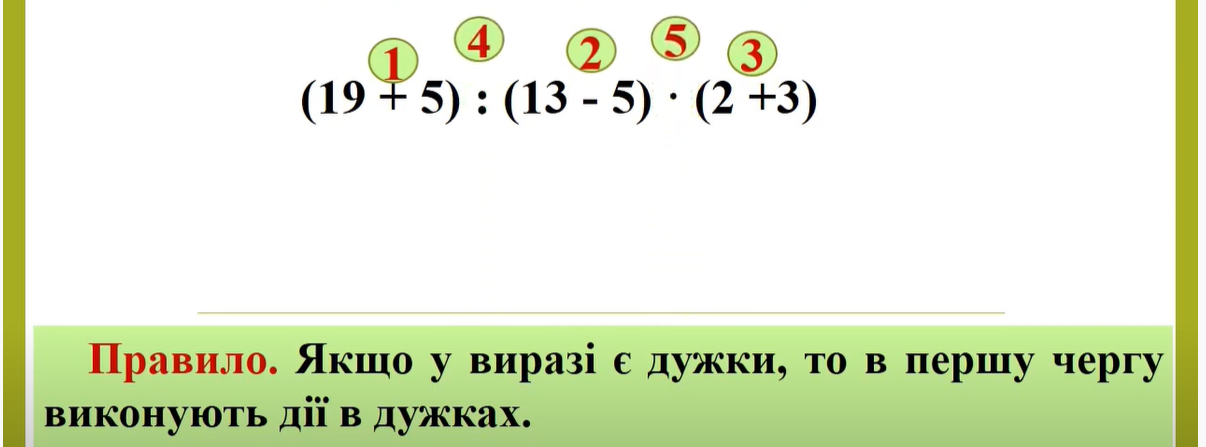 1 4 2 5 3
(19 + 5) : (13 - 5) · (2 +3)
Правило. Якщо у виразі є дужки, то в першу чергу
виконують дії в дужках.